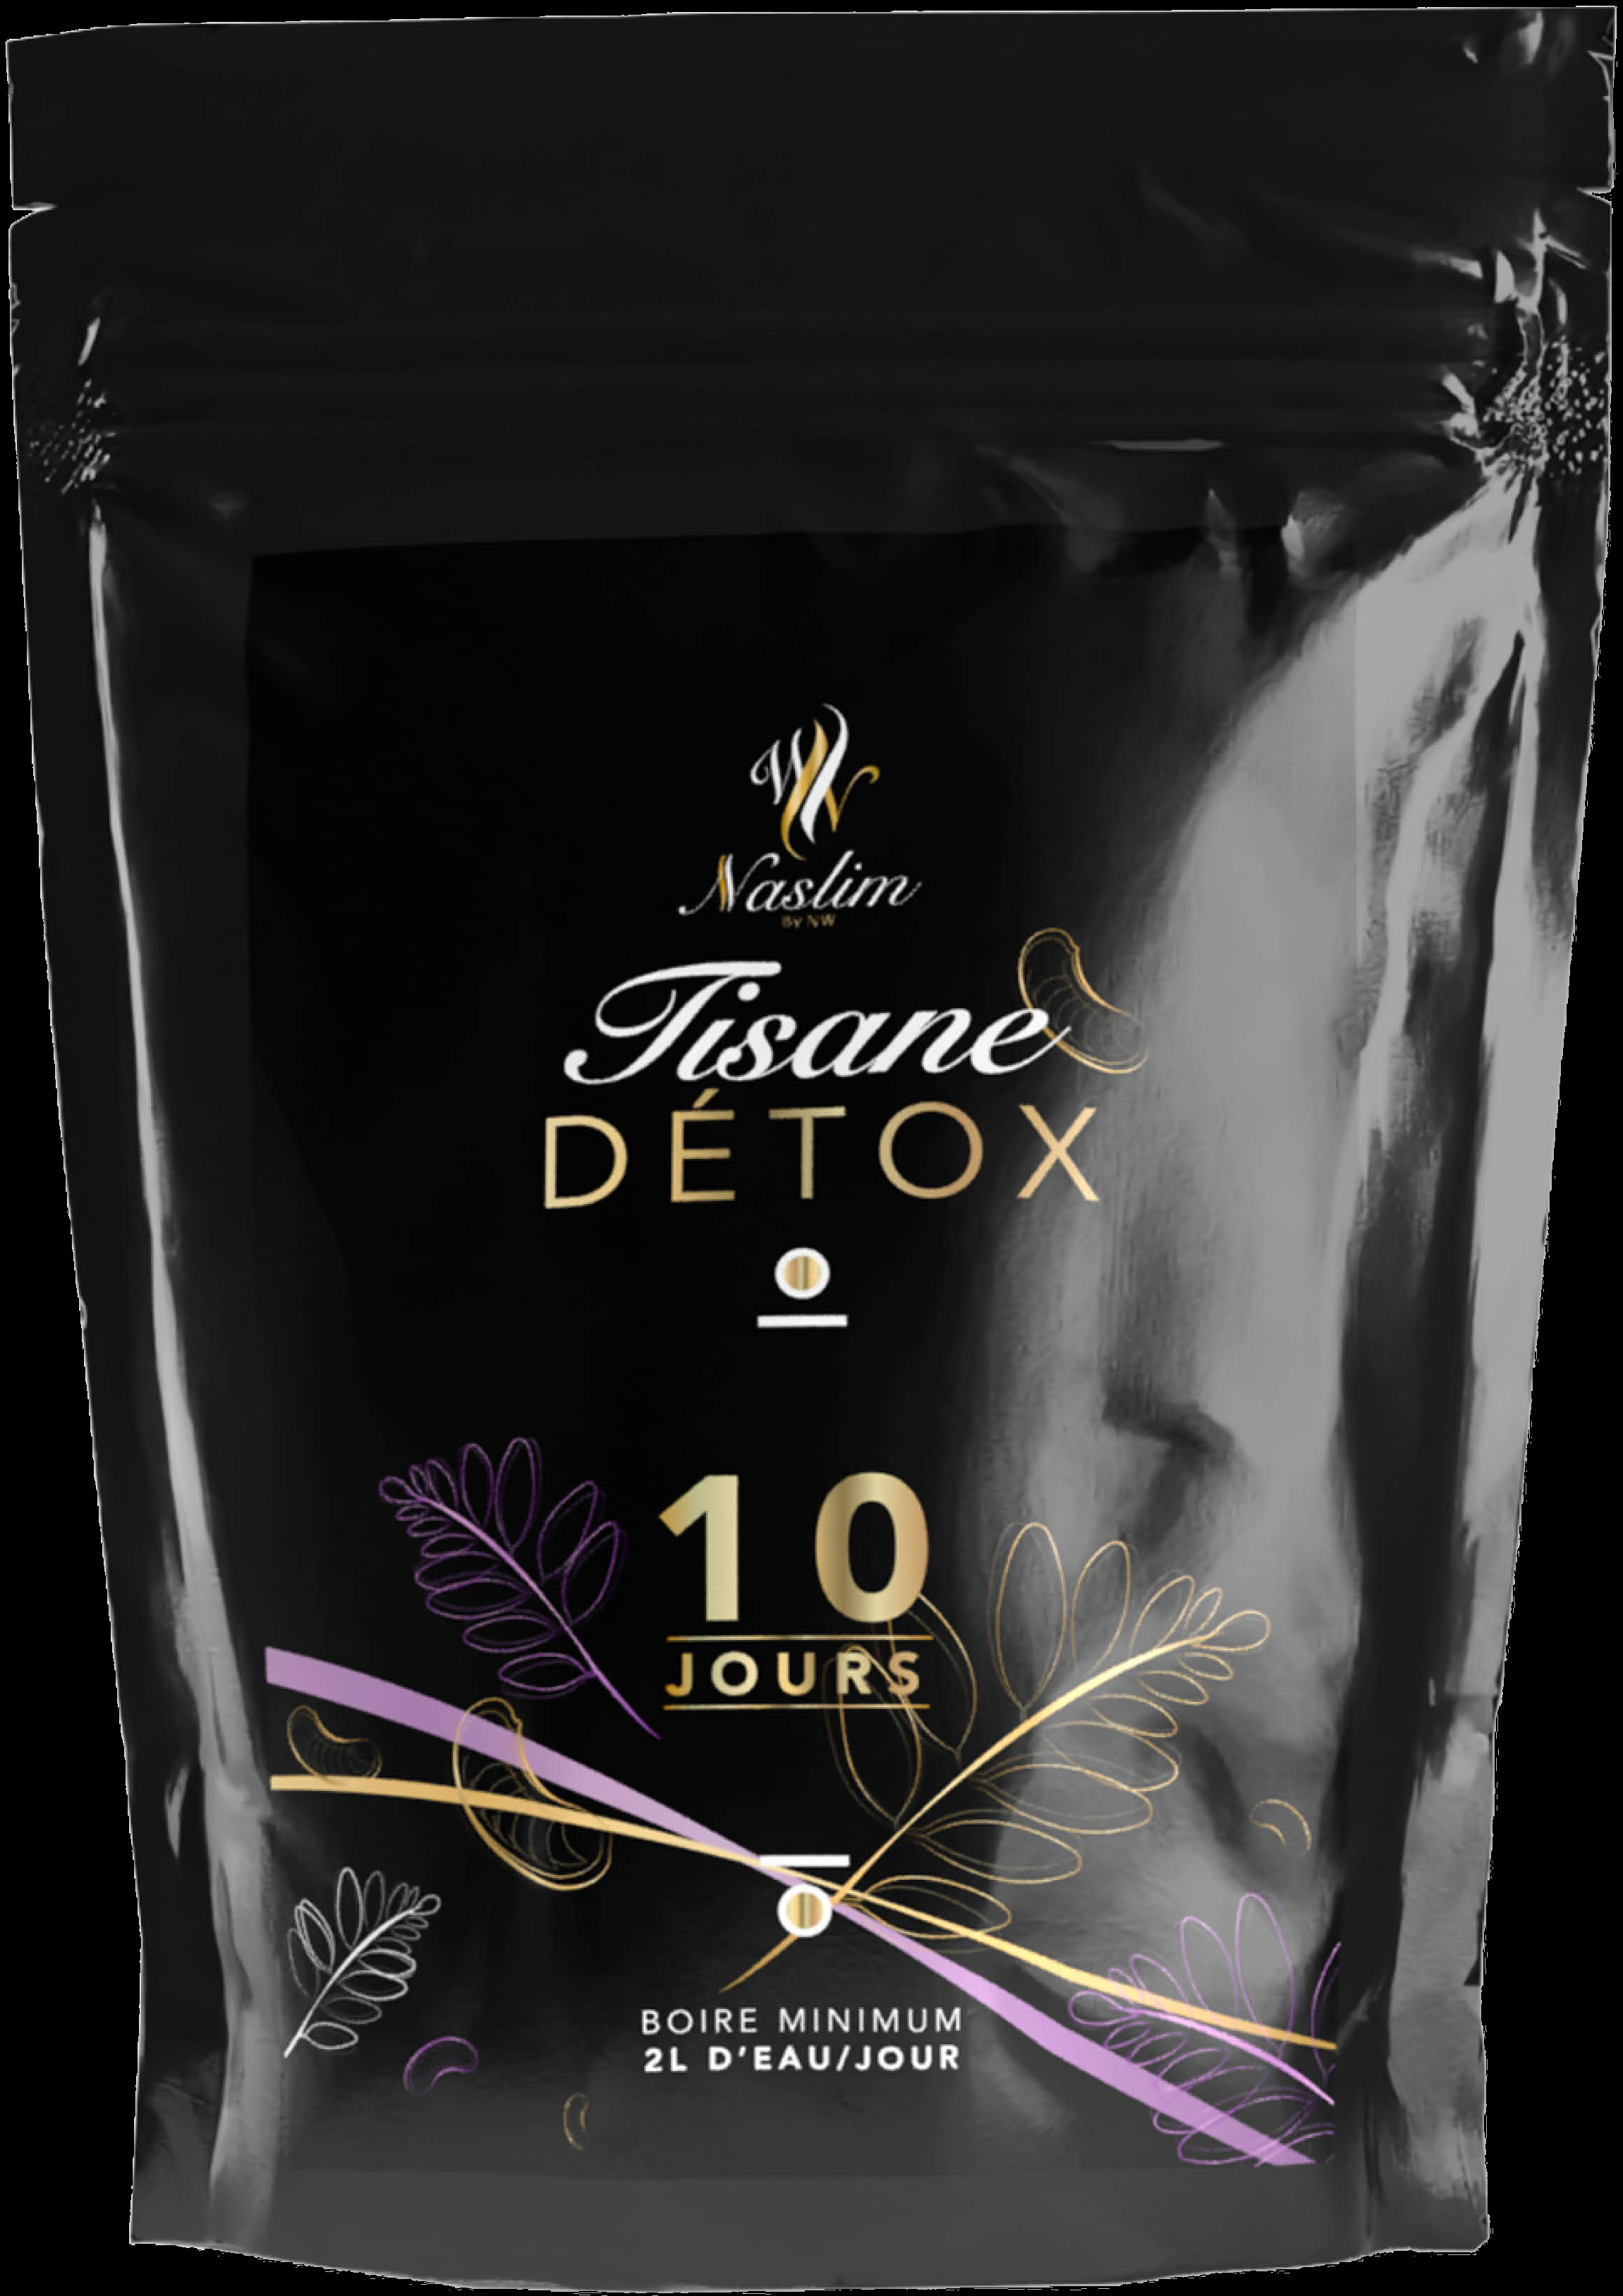 Naslim
By NW
Tisane
DÉTOX
10
JOURS
BOIRE MINIMUM
2L D'EAU/JOUR